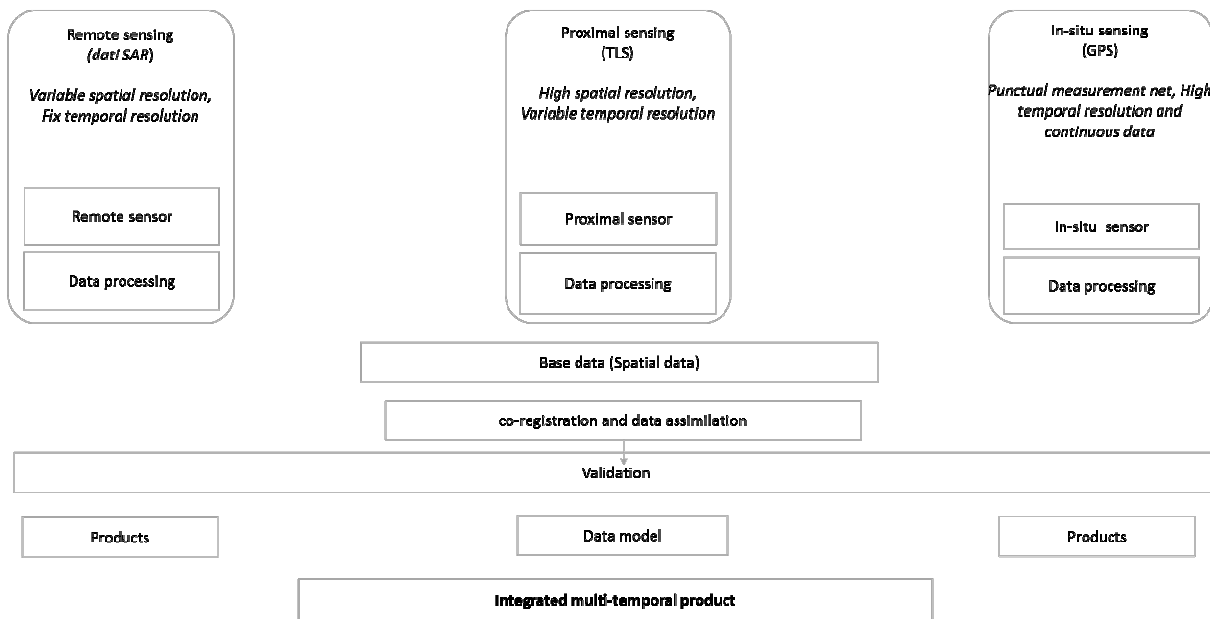 Remote sensing
(dati SAR)
Variable spatial resolution,
Fix temporal resolution
Remote sensor
Data processing
Proximal sensing
(TLS)
High spatial resolution,
Variable temporal resolution
Proximal sensor
Data processing
In-situ sensing
(GPS)
Punctual measurement net, High
temporal resolution and
continuous data
In-situ sensor
Data processing
Base data (Spatial data)
co-registration and data assimilation
Validation
Products
Data model
Products
Integrated multi-temporal product